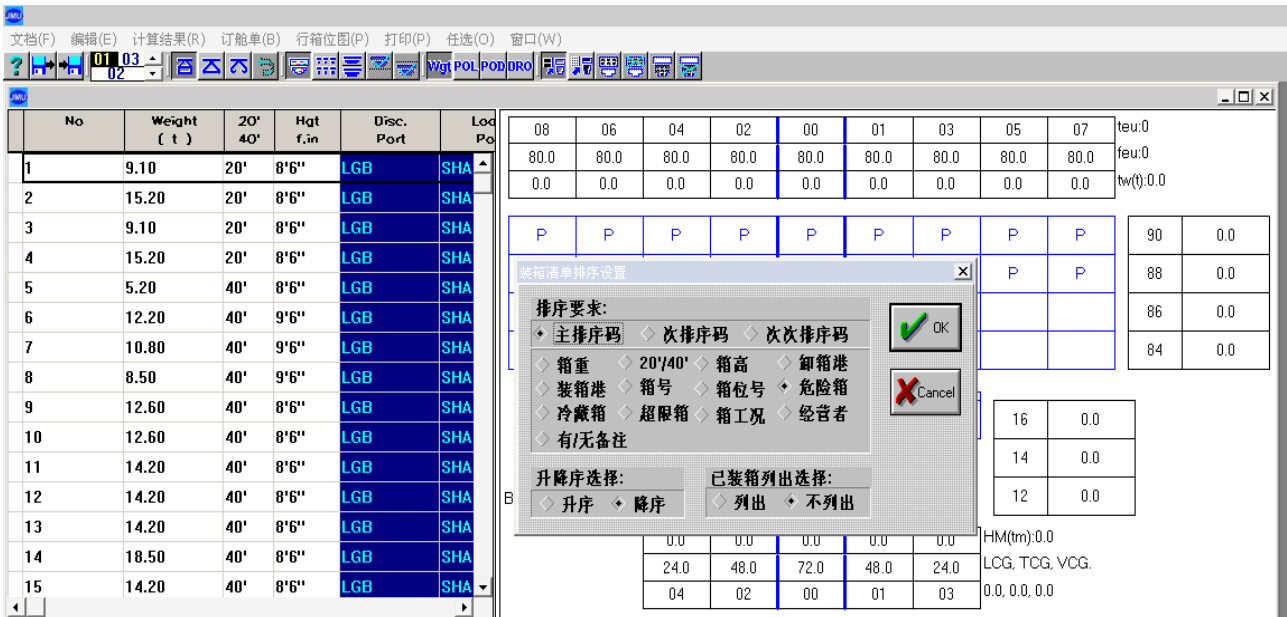 JMU
文档(F) 编辑(E) 计算结果(R) 订舱单(B) 行箱位图(P) 打印(P) 任选(O) 窗口(W)
? 01 03 Wgt POL POD DRO
02
JMU
No Weight 20' Hgt Disc. Loa
( t ) 40' f.in Port Po
1 9.10 20' 8'6" LGB SHA
2 15.20 20' 8'6" LGB SHA
3 9.10 20' 8'6" LGB SHA
4 15.20 20' 8'6" LGB SHA
5 5.20 40' 8'6" LGB SHA
6 12.20 40' 9'6" LGB SHA
7 10.80 40' 9'6" LGB SHA
8 8.50 40' 9'6" LGB SHA
9 12.60 40' 8'6" LGB SHA
10 12.60 40' 8'6" LGB SHA
11 14.20 40' 8'6" LGB SHA
12 14.20 40' 8'6" LGB SHA
13 14.20 40' 8'6" LGB SHA
14 18.50 40' 8'6" LGB SHA
15 14.20 40' 8'6" LGB SHA
08 06 04 02 00 01 03 05 07 teu:0
80.0 80.0 80.0 80.0 80.0 80.0 80.0 80.0 80.0 feu:0
0.0 0.0 0.0 0.0 0.0 0.0 0.0 0.0 0.0 tw(t):0.0
P P P P P P P P P 90 0.0
P P 88 0.0
86 0.0
84 0.0
装箱清单排序设置
排序要求:
主排序码 次排序码 次次排序码
箱重 20'/40' 箱高 卸箱港
装箱港 箱号 箱位号 危险箱
冷藏箱 超限箱 箱工况 经营者
有/无备注
OK
Cancel
升降序选择:
升序 降序
已装箱列出选择:
列出 不列出
16 0.0
14 0.0
B 12 0.0
0.0 0.0 0.0 0.0 0.0 HM(tm):0.0
24.0 48.0 72.0 48.0 24.0 LCG, TCG, VCG.
04 02 00 01 03 0.0, 0.0, 0.0